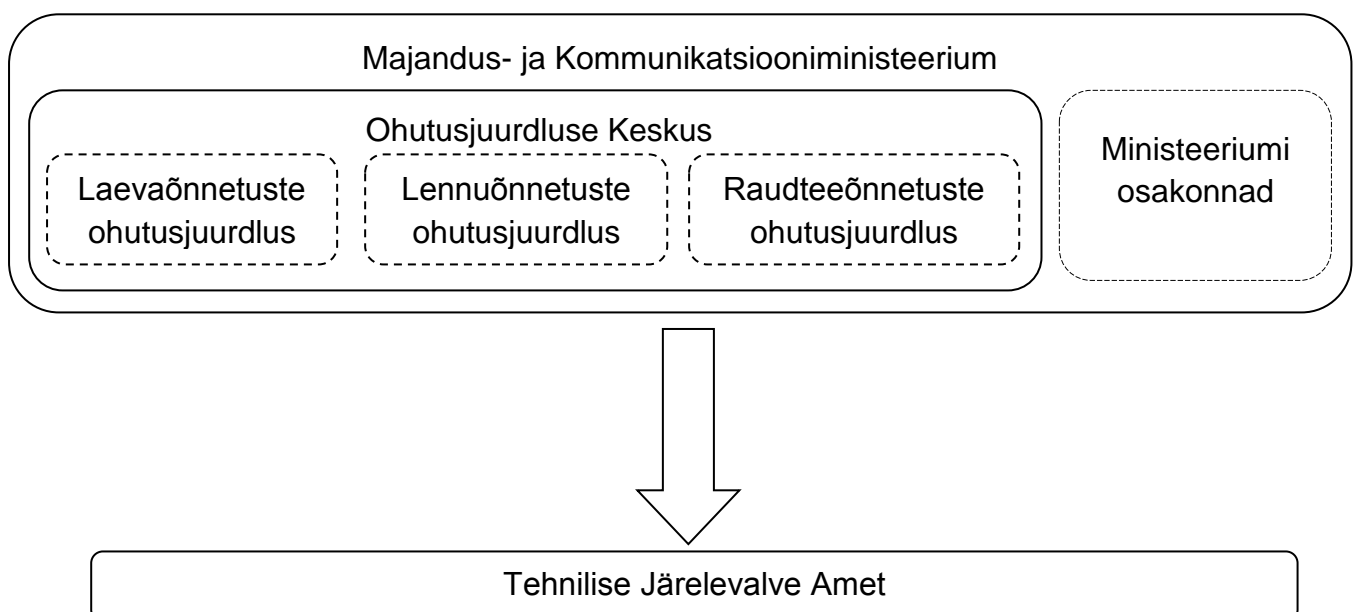 Majandus- ja Kommunikatsiooniministeerium
Ohutusjuurdluse Keskus
Laevaõnnetuste
ohutusjuurdlus
Lennuõnnetuste
ohutusjuurdlus
Raudteeõnnetuste
ohutusjuurdlus
Ministeeriumi
osakonnad
Tehnilise Järelevalve Amet